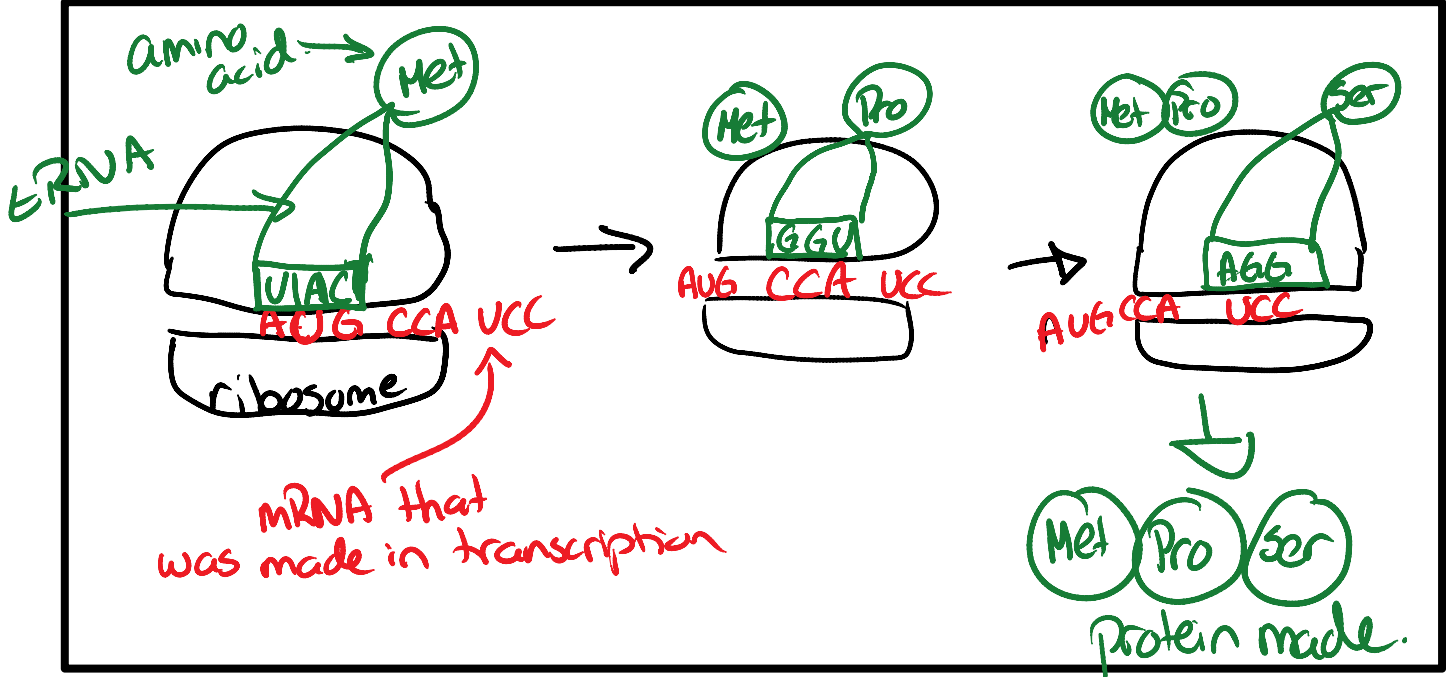 amino
acid
Met
tRNA
UAC
AUG CCA UCC
ribosome
mRNA that
was made in transcription
Met
Pro
GGU
AUG CCA UCC
Met Pro
Ser
AGG
AUG CCA UCC
Met Pro Ser
protein made.